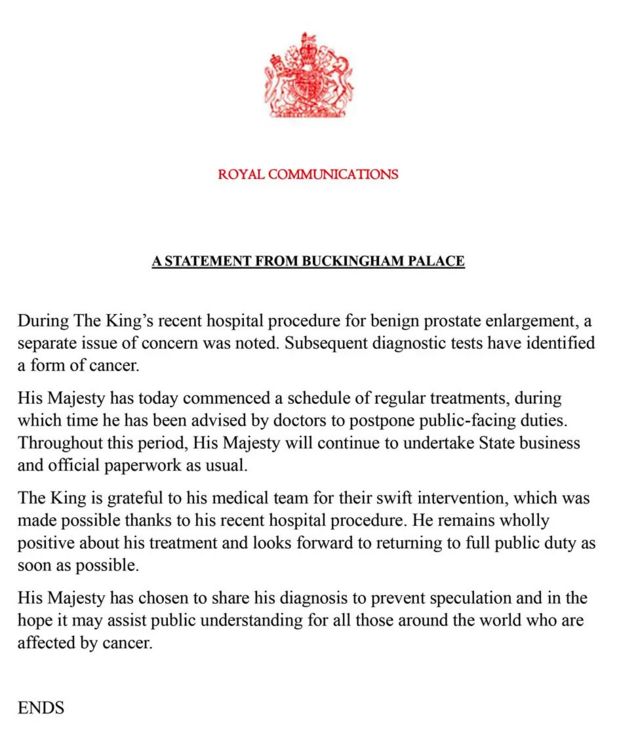 ROYAL COMMUNICATIONS
A STATEMENT FROM BUCKINGHAM PALACE
During The King’s recent hospital procedure for benign prostate enlargement, a
separate issue of concern was noted. Subsequent diagnostic tests have identified
a form of cancer.
His Majesty has today commenced a schedule of regular treatments, during
which time he has been advised by doctors to postpone public-facing duties.
Throughout this period, His Majesty will continue to undertake State business
and official paperwork as usual.
The King is grateful to his medical team for their swift intervention, which was
made possible thanks to his recent hospital procedure. He remains wholly
positive about his treatment and looks forward to returning to full public duty as
soon as possible.
His Majesty has chosen to share his diagnosis to prevent speculation and in the
hope it may assist public understanding for all those around the world who are
affected by cancer.
ENDS